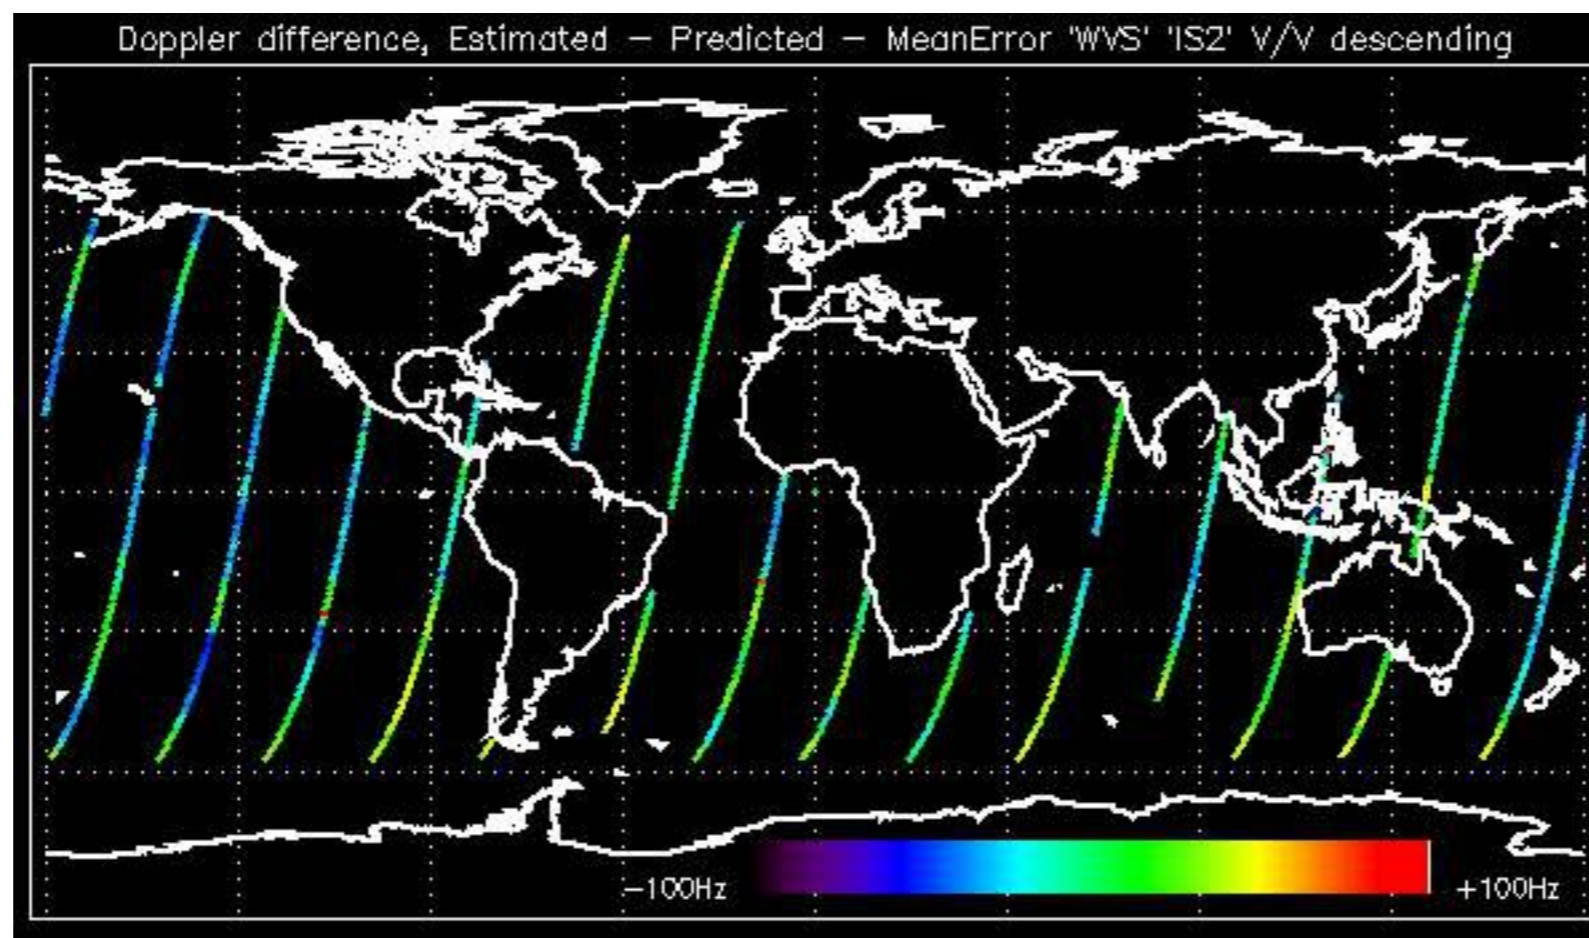 Doppler difference, Estimated – Predicted – MeanError 'WVS' 'IS2' V/V descending
-100Hz
+100Hz